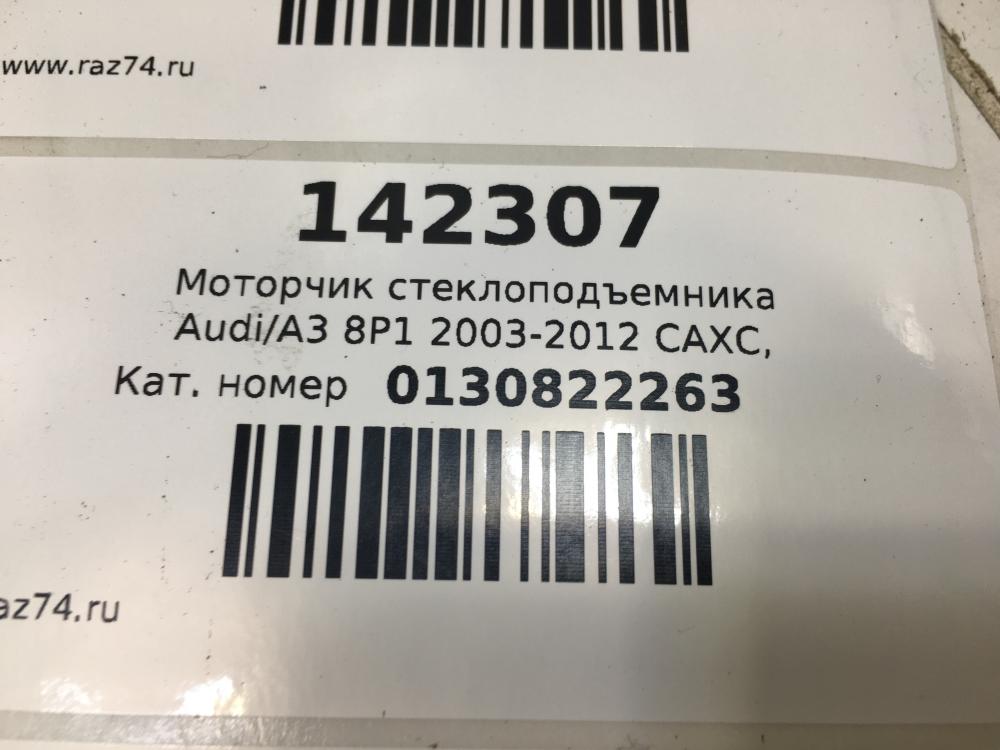 www.raz74.ru
142307
Моторчик стеклоподъемника
Audi/A3 8P1 2003-2012 CAXC,
Кат. номер 0130822263
az74.ru